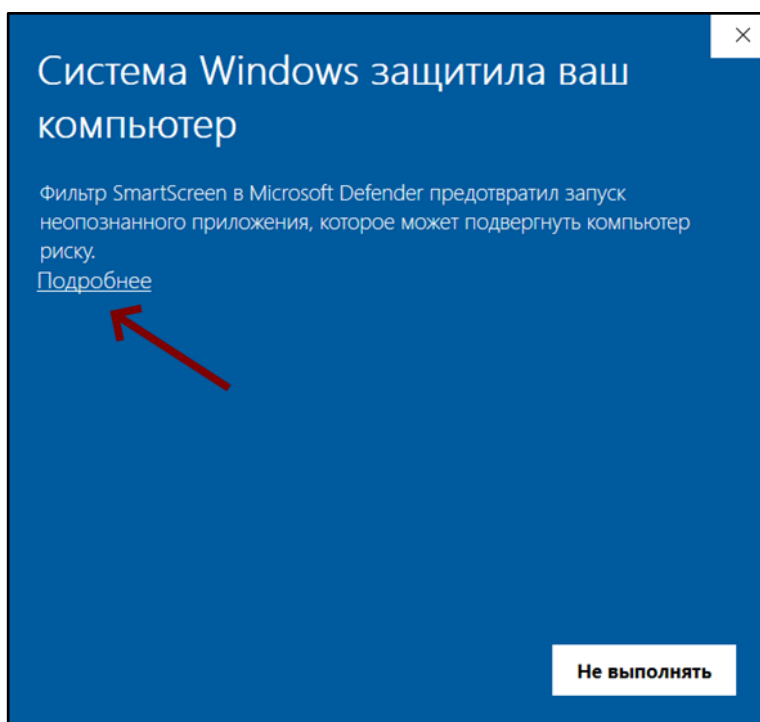 Система Windows защитила ваш
компьютер
Фильтр SmartScreen в Microsoft Defender предотвратил запуск
неопознанного приложения, которое может подвергнуть компьютер
риску.
Подробнее
Не выполнять